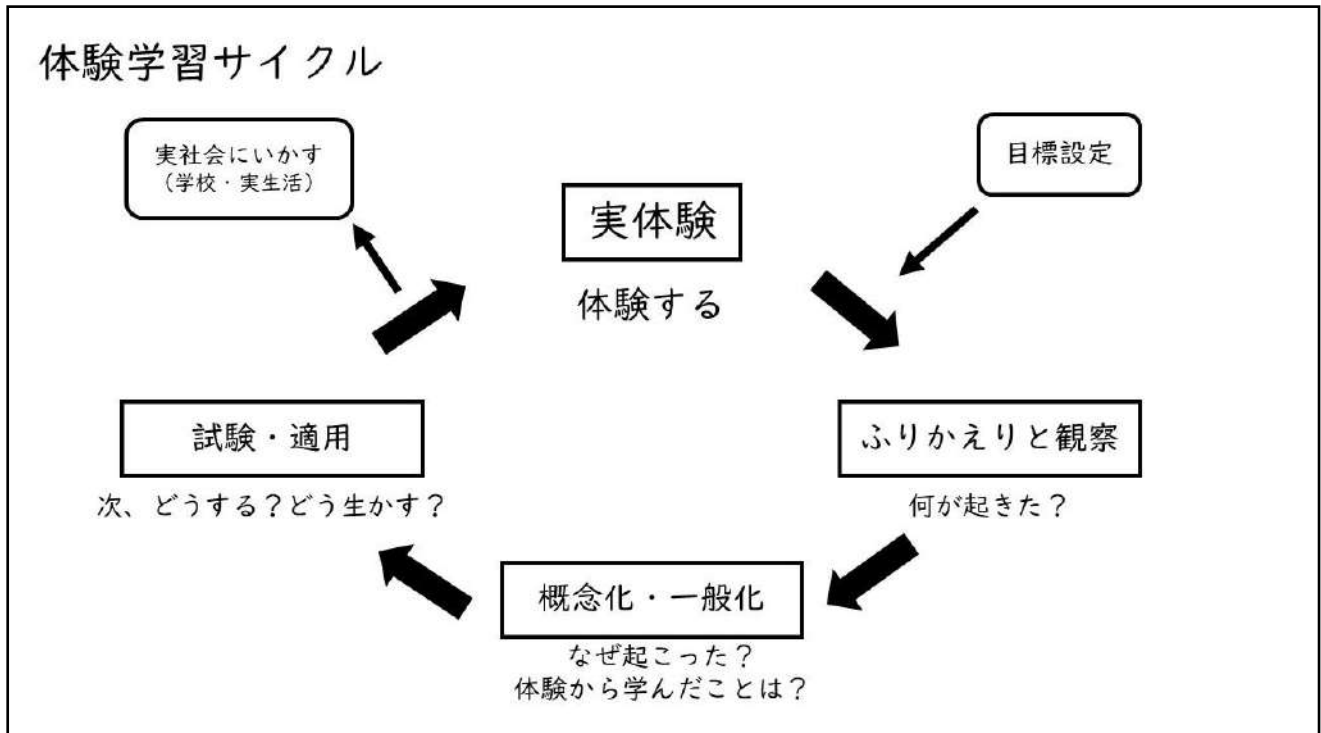 体験学習サイクル
実社会にいかす
（学校・実生活）
目標設定
実体験
体験する
試験・適用
次、どうする？どう生かす？
ふりかえりと観察
何が起きた？
概念化・一般化
なぜ起こった？
体験から学んだことは？